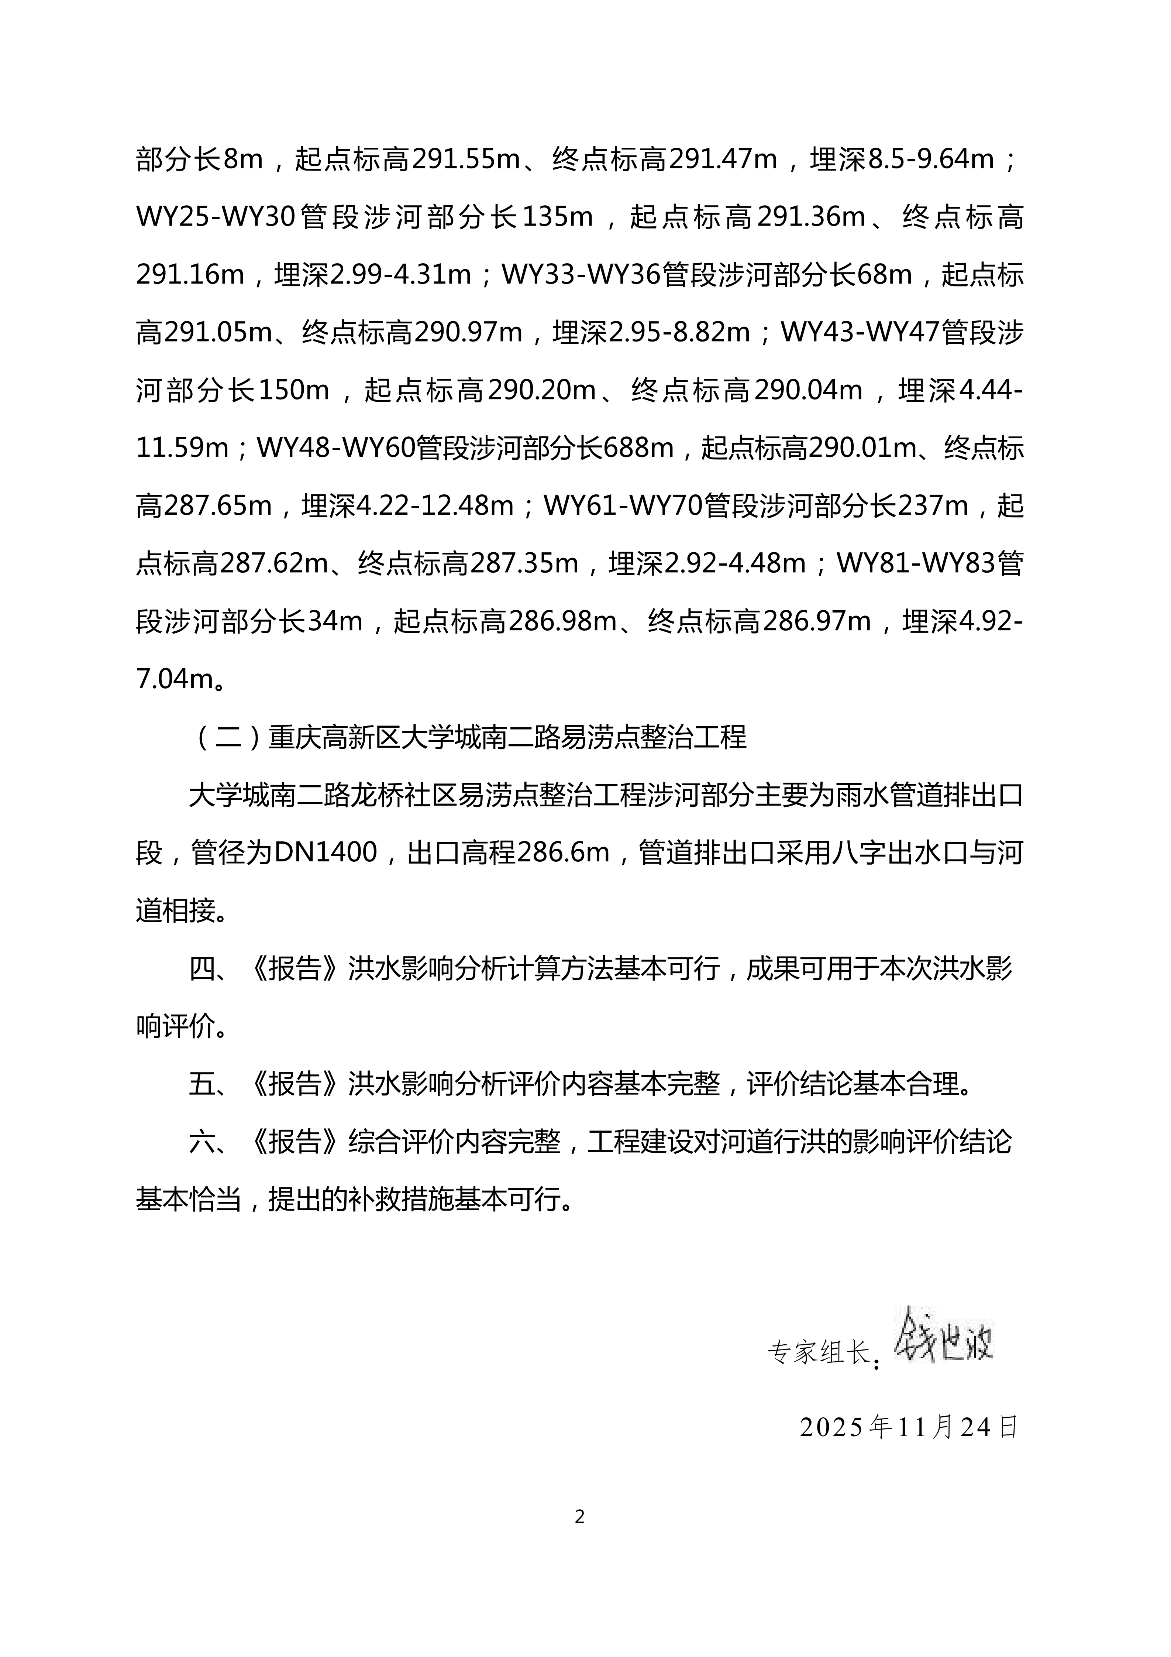 部分长8m，起点标高291.55m、终点标高291.47m，埋深8.5-9.64m；
WY25-WY30管段涉河部分长135m，起点标高291.36m、终点标高
291.16m，埋深2.99-4.31m；WY33-WY36管段涉河部分长68m，起点标
高291.05m、终点标高290.97m，埋深2.95-8.82m；WY43-WY47管段涉
河部分长150m，起点标高290.20m、终点标高290.04m，埋深4.44-
11.59m；WY48-WY60管段涉河部分长688m，起点标高290.01m、终点标
高287.65m，埋深4.22-12.48m；WY61-WY70管段涉河部分长237m，起
点标高287.62m、终点标高287.35m，埋深2.92-4.48m；WY81-WY83管
段涉河部分长34m，起点标高286.98m、终点标高286.97m，埋深4.92-
7.04m。
（二）重庆高新区大学城南二路易涝点整治工程
大学城南二路龙桥社区易涝点整治工程涉河部分主要为雨水管道排出口
段，管径为DN1400，出口高程286.6m，管道排出口采用八字出水口与河
道相接。
四、《报告》洪水影响分析计算方法基本可行，成果可用于本次洪水影
响评价。
五、《报告》洪水影响分析评价内容基本完整，评价结论基本合理。
六、《报告》综合评价内容完整，工程建设对河道行洪的影响评价结论
基本恰当，提出的补救措施基本可行。
专家组长：钱世波
2025年11月24日
2